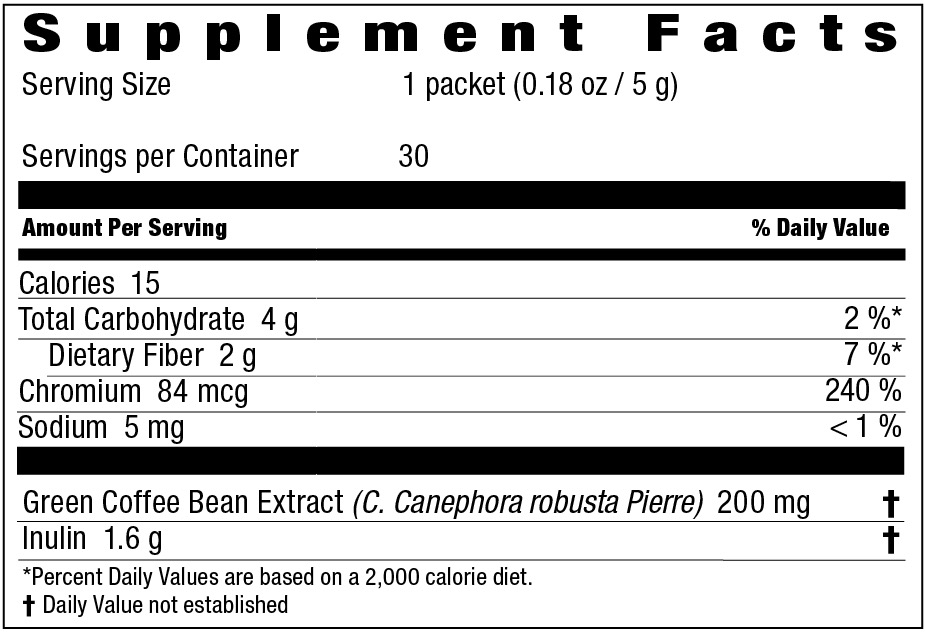 Supplement Facts
Serving Size 1 packet (0.18 oz / 5 g)
Servings per Container 30
Amount Per Serving % Daily Value
Calories 15
Total Carbohydrate 4 g 2 %*
Dietary Fiber 2 g 7 %*
Chromium 84 mcg 240 %
Sodium 5 mg < 1 %
Green Coffee Bean Extract (C. Canephora robusta Pierre) 200 mg †
Inulin 1.6 g †
*Percent Daily Values are based on a 2,000 calorie diet.
† Daily Value not established